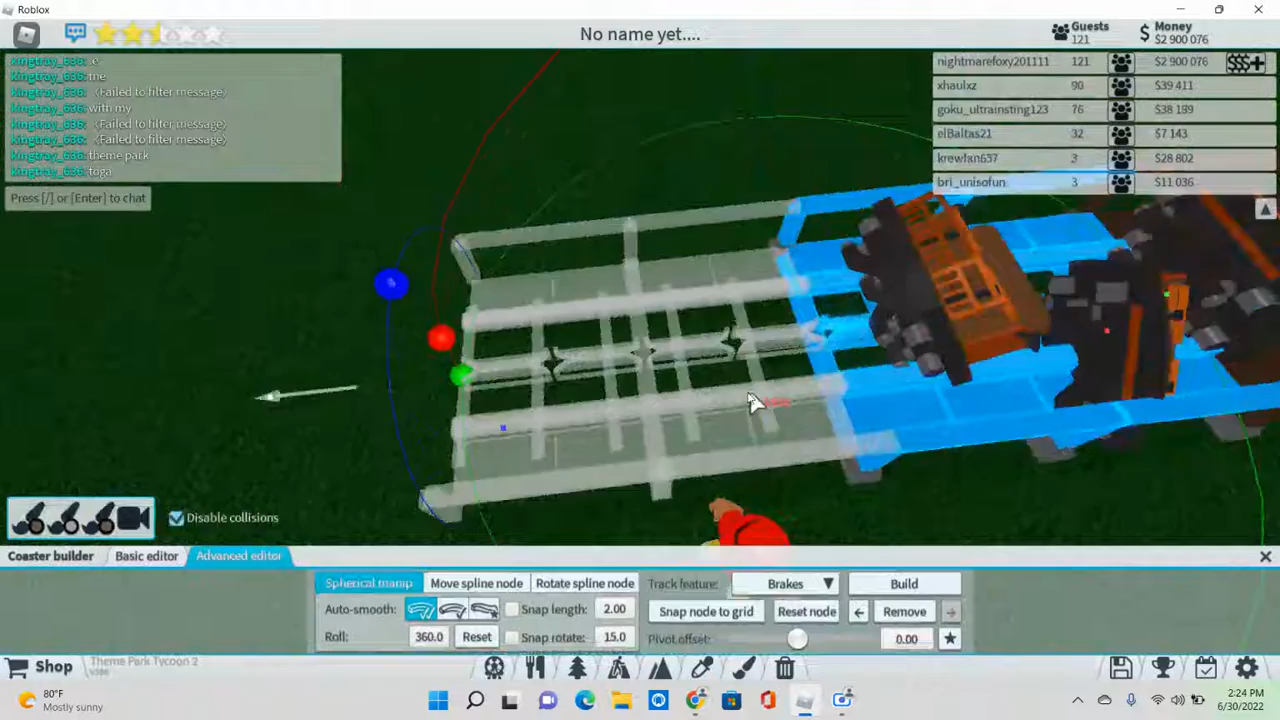 Roblox
No name yet....
Guests
121
Money
$2 900 076
kingtray_636: e
kingtray_636: me
kingtray_636: (Failed to filter message)
kingtray_636: with my
kingtray_636: (Failed to filter message)
kingtray_636: (Failed to filter message)
kingtray_636: theme park
kingtray_636: toga
Press [/] or [Enter] to chat
nightmarefoxy201111 121 $2 900 076 $$$+
xhaulxz 90 $39 411
goku_ultrainsting123 76 $38 189
elBaltas21 32 $7 143
krewfan637 3 $28 802
bri_unisofun 3 $11 036
Disable collisions
Coaster builder Basic editor Advanced editor
Spherical manip Move spline node Rotate spline node Track feature: Brakes Build
Auto-smooth: Snap length: 2.00 Snap node to grid Reset node Remove
Roll: 360.0 Reset Snap rotate: 15.0 Pivot offset: 0.00
Shop Theme Park Tycoon 2
80°F
Mostly sunny
2:24 PM
6/30/2022